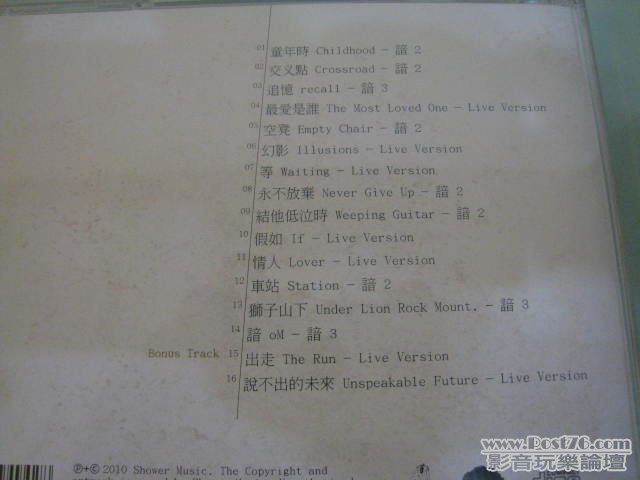 01 童年時 Childhood - 諳 2
02 交义點 Crossroad - 諳 2
03 追憶 recall - 諳 3
04 最愛是誰 The Most Loved One - Live Version
05 空凳 Empty Chair - 諳 2
06 幻影 Illusions - Live Version
07 等 Waiting - Live Version
08 永不放棄 Never Give Up - 諳 2
09 結他低泣時 Weeping Guitar - 諳 2
10 假如 If - Live Version
11 情人 Lover - Live Version
12 車站 Station - 諳 2
13 獅子山下 Under Lion Rock Mount. - 諳 3
14 諳 oM - 諳 3
Bonus Track 15 出走 The Run - Live Version
16 說不出的未來 Unspeakable Future - Live Version
℗+© 2010 Shower Music. The Copyright and
www.Post76.com
影音玩樂論壇